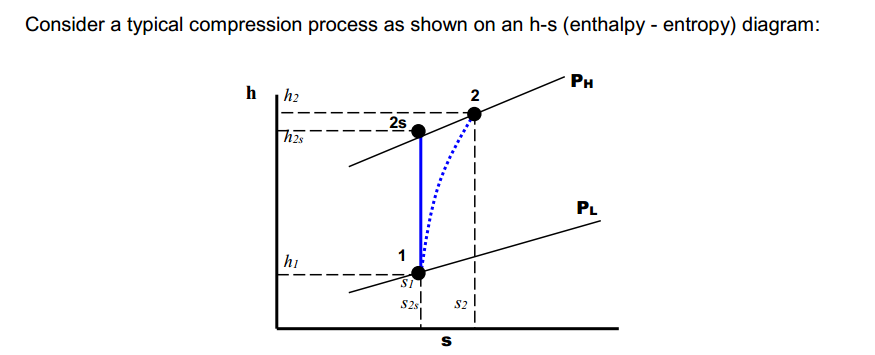 Consider a typical compression process as shown on an h-s (enthalpy - entropy) diagram:
PH
h
h2
2
2s
h2s
PL
1
h1
s1
s2s
s2
s